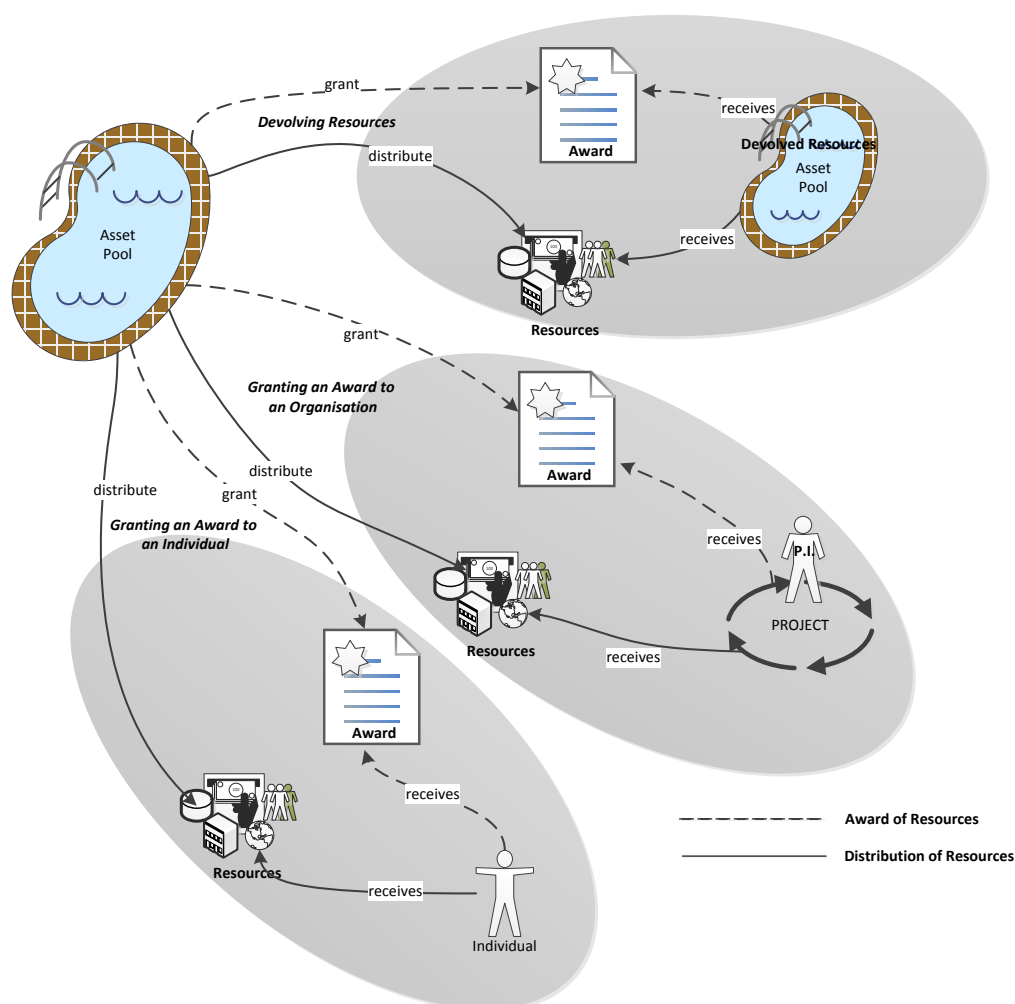 grant
Devolving Resources
distribute
Award
receives
Devolved Resources
Asset
Pool
receives
Resources
Asset
Pool
grant
Granting an Award to
an Organisation
Award
distribute
receives
P.I.
PROJECT
Resources
receives
distribute
grant
Granting an Award to
an Individual
Award
receives
Resources
receives
Individual
Award of Resources
Distribution of Resources